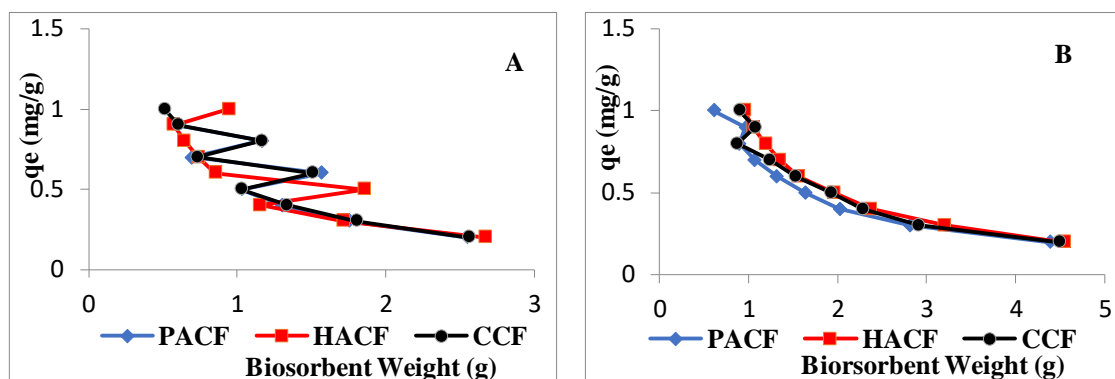 A
qe (mg/g)
1.5
1
0.5
0
0 1 2 3
PACF HACF CCF
Biosorbent Weight (g)
B
qe (mg/g)
1.5
1
0.5
0
0 1 2 3 4 5
PACF HACF CCF
Biorsorbent Weight (g)